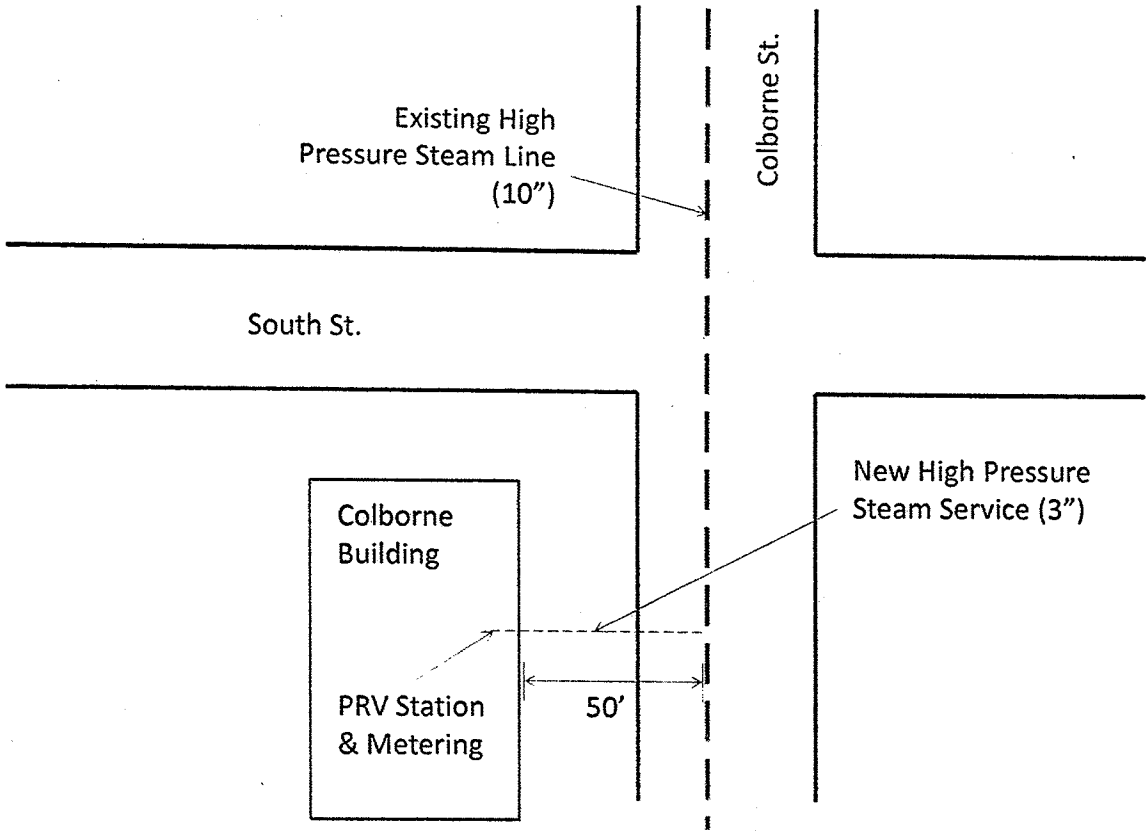 Existing High
Pressure Steam Line
(10”)
Colborne St.
South St.
New High Pressure
Steam Service (3”)
Colborne
Building
PRV Station
& Metering
50’